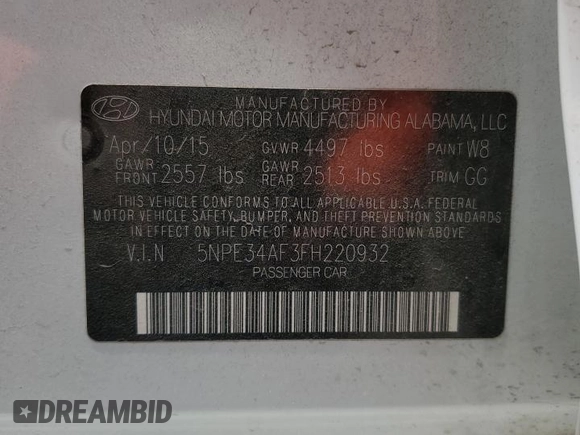 MANUFACTURED BY
HYUNDAI MOTOR MANUFACTURING ALABAMA, LLC
Apr/10/15 GVWR 4497 lbs PAINT W8
GAWR FRONT 2557 lbs GAWR REAR 2513 lbs TRIM GG
THIS VEHICLE CONFORMS TO ALL APPLICABLE U.S.A. FEDERAL
MOTOR VEHICLE SAFETY, BUMPER, AND THEFT PREVENTION STANDARDS
IN EFFECT ON THE DATE OF MANUFACTURE SHOWN ABOVE.
V.I.N 5NPE34AF3FH220932
PASSENGER CAR
DREAMBID